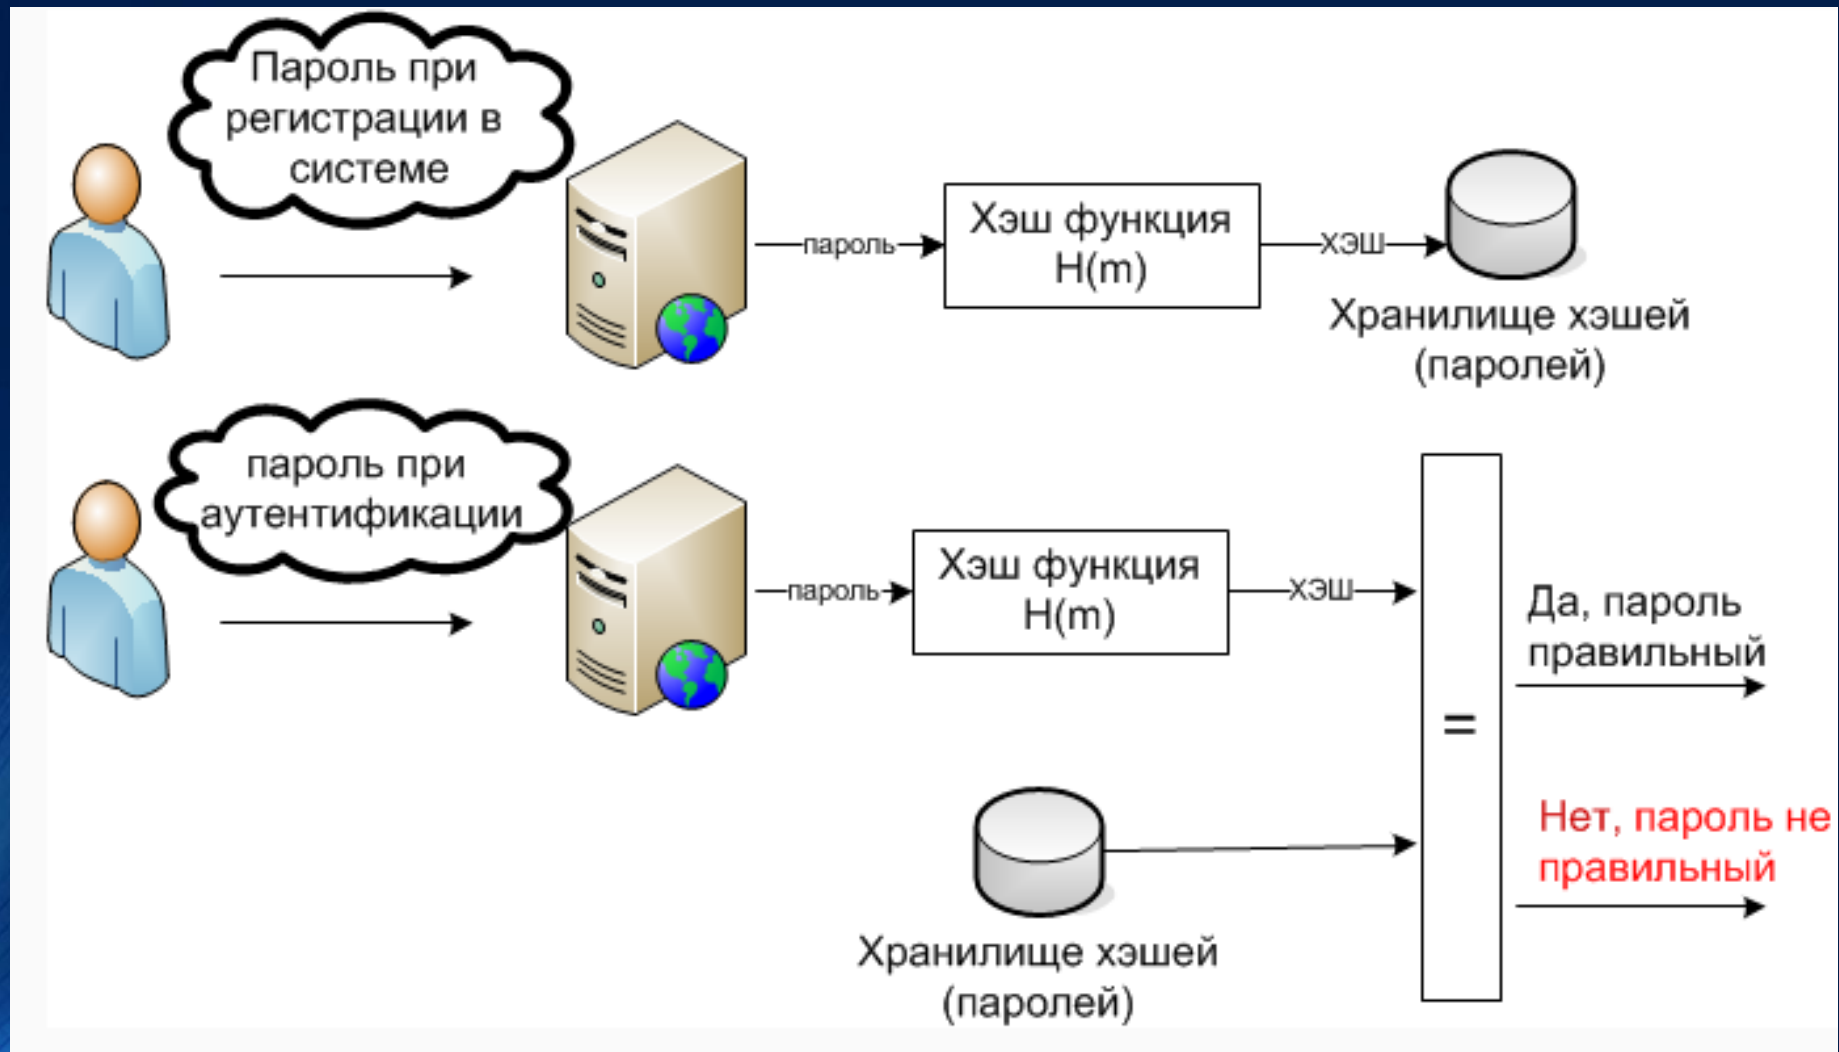 Пароль при
регистрации в
системе
пароль
Хэш функция
H(m)
ХЭШ
Хранилище хэшей
(паролей)
пароль при
аутентификации
пароль
Хэш функция
H(m)
ХЭШ
=
Да, пароль
правильный
Нет, пароль не
правильный
Хранилище хэшей
(паролей)